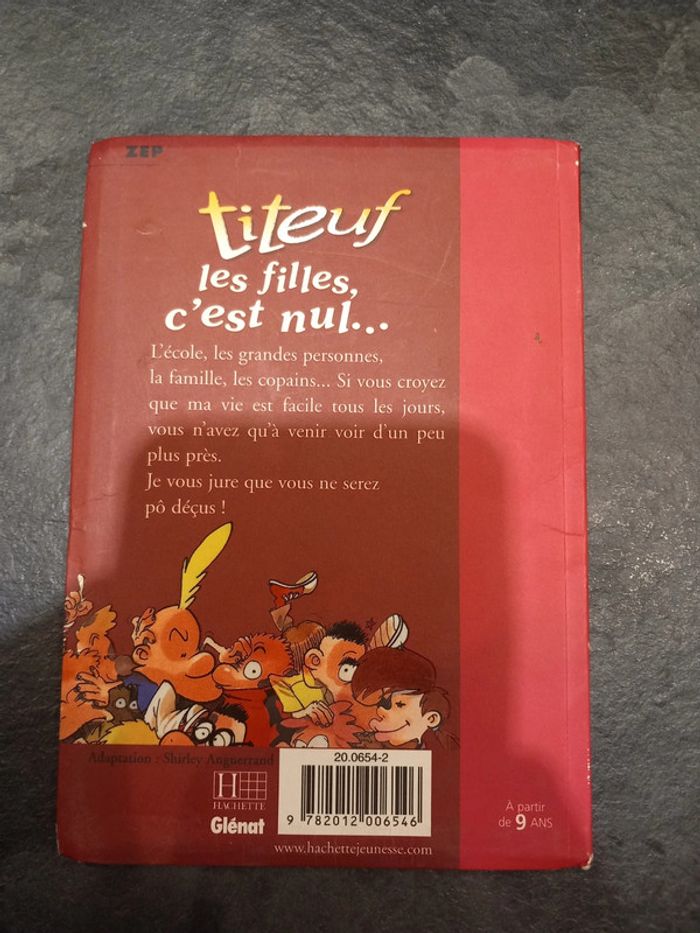 ZEP
titeuf
les filles,
c'est nul...
L'école, les grandes personnes,
la famille, les copains... Si vous croyez
que ma vie est facile tous les jours,
vous n'avez qu'à venir voir d'un peu
plus près.
Je vous jure que vous ne serez
pô déçus !
Adaptation : Shirley Anguerrand
20.0654-2
H
HACHETTE
Glénat
9 782012 006546
www.hachettejeunesse.com
À partir
de 9 ANS